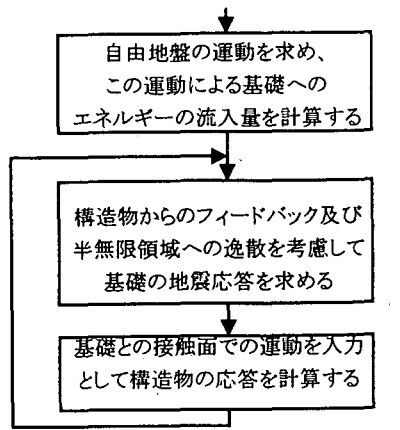 自由地盤の運動を求め、
この運動による基礎への
エネルギーの流入量を計算する
構造物からのフィードバック及び
半無限領域への逸散を考慮して
基礎の地震応答を求める
基礎との接触面での運動を入力
として構造物の応答を計算する